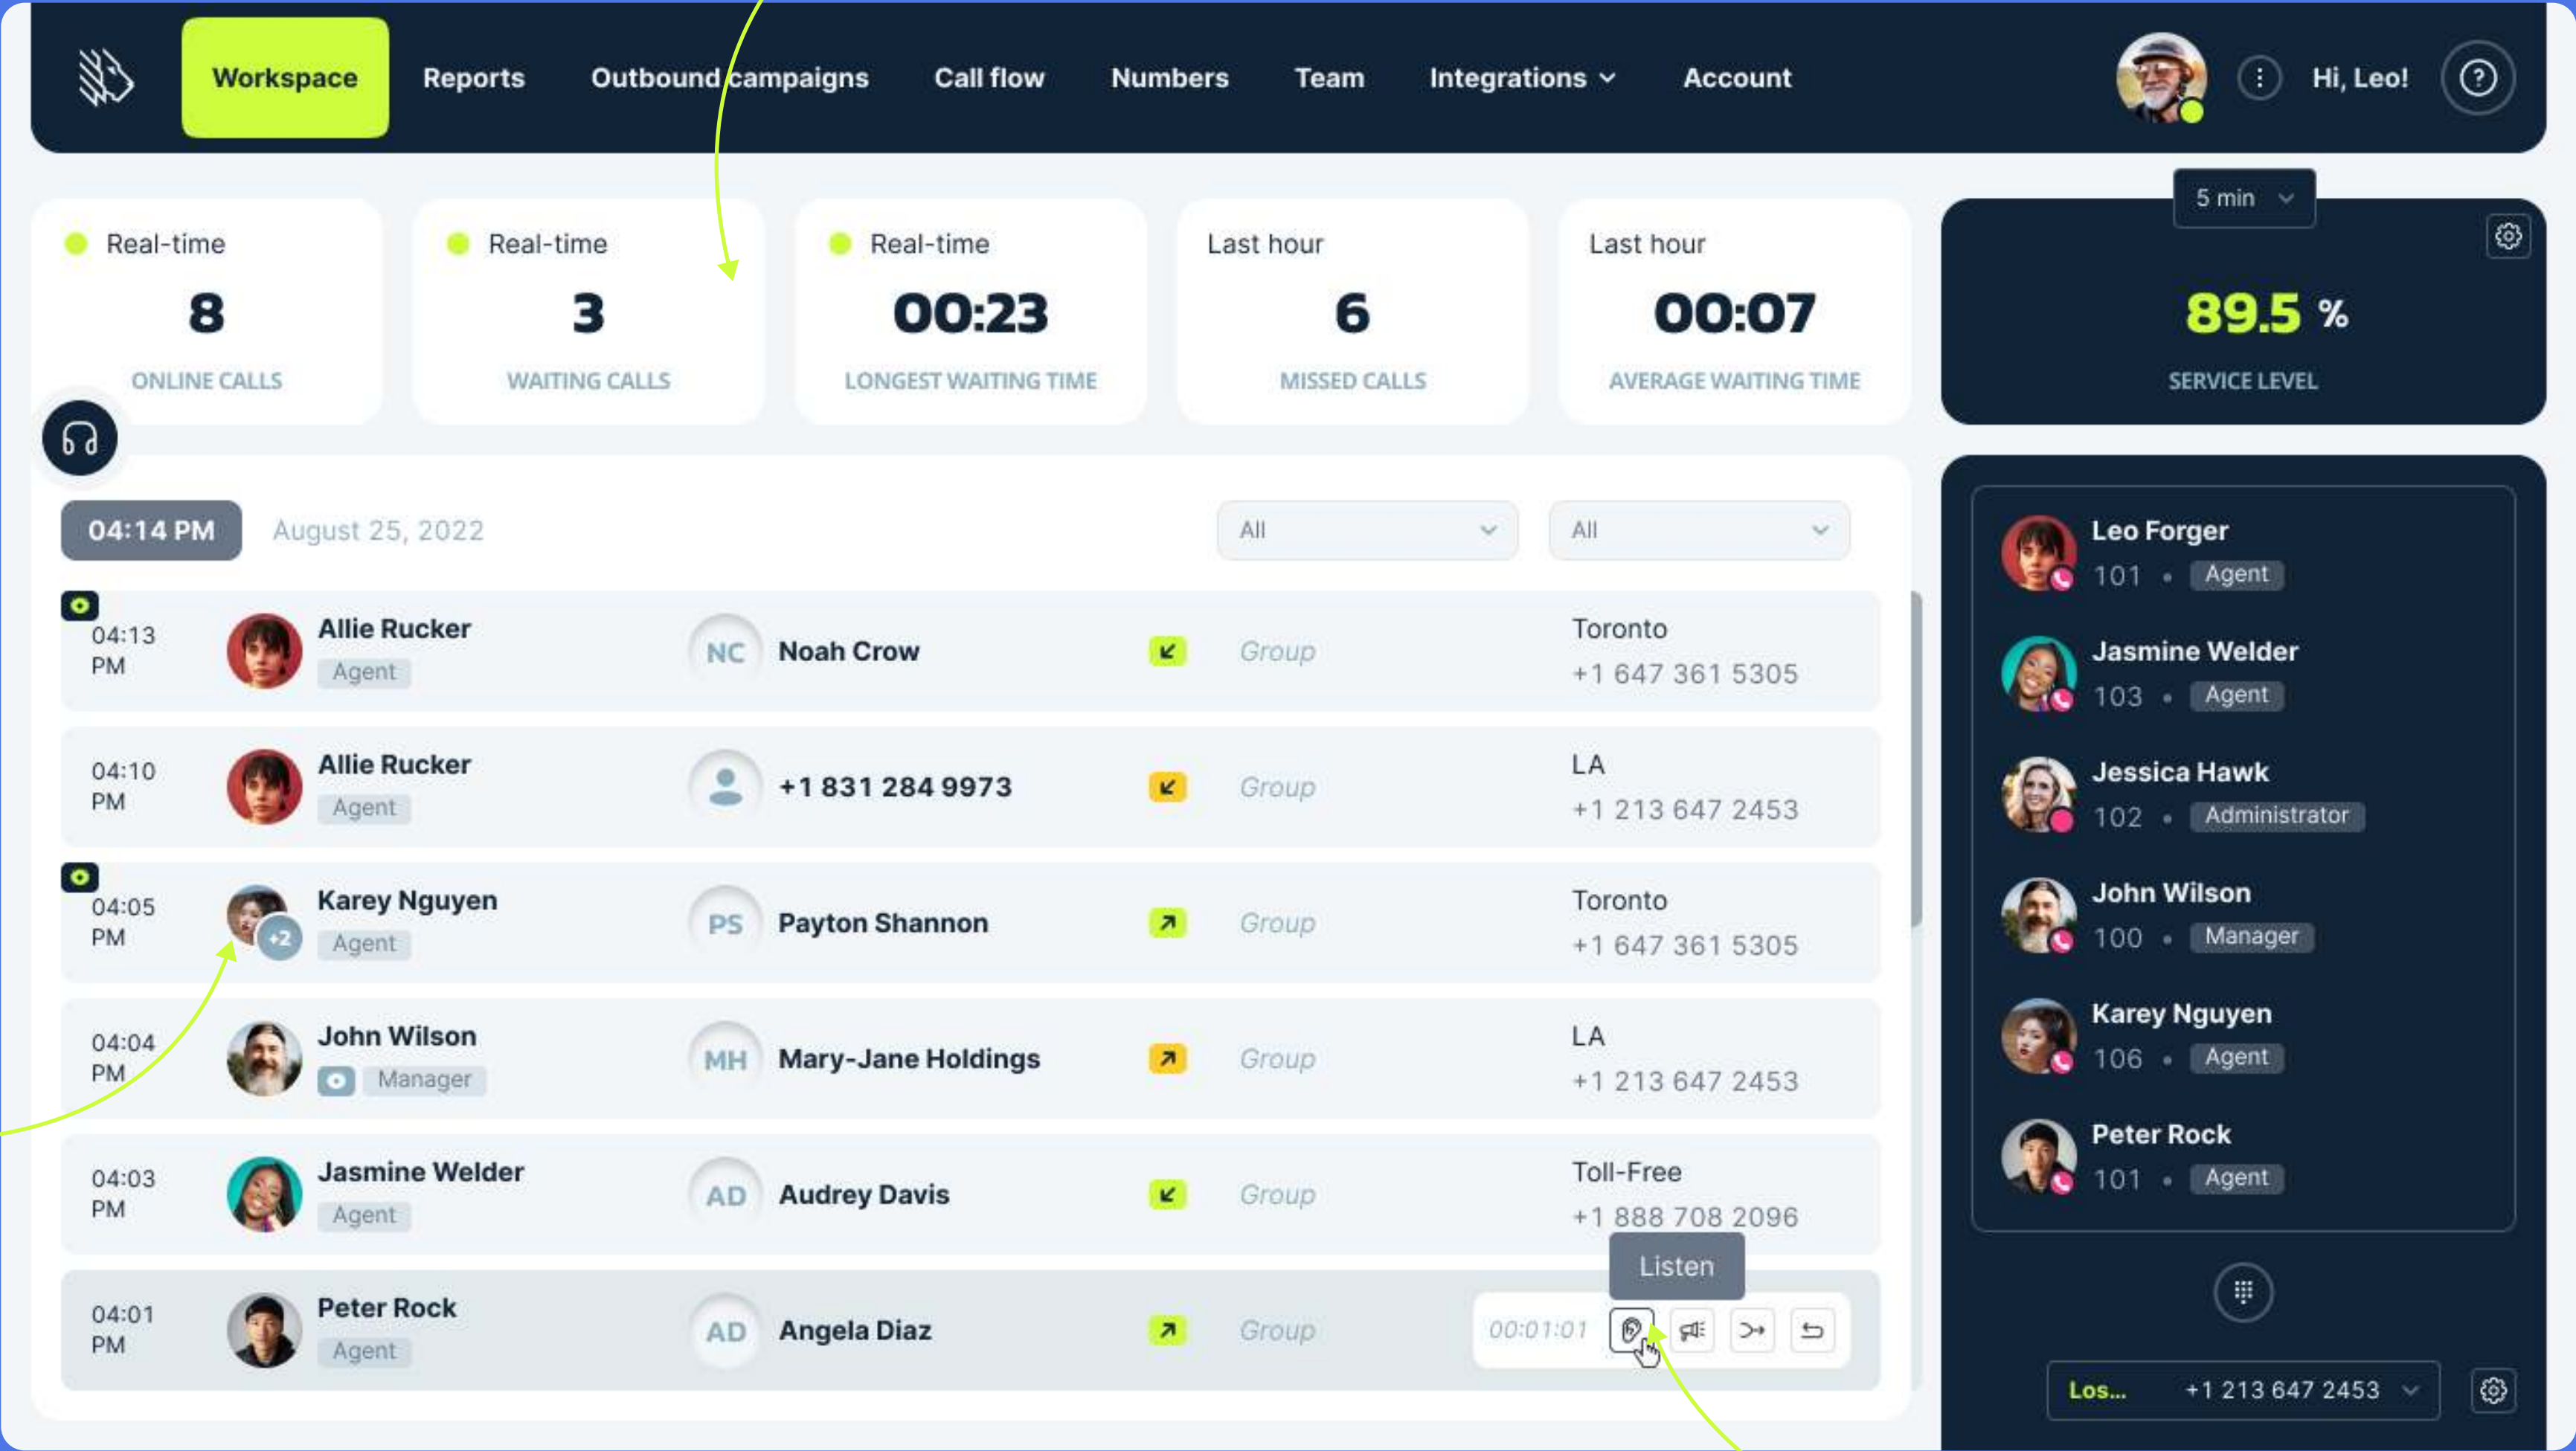 Workspace
Reports
Outbound campaigns
Call flow
Numbers
Team
Integrations
Account
Hi, Leo!
?
Real-time
8
ONLINE CALLS
Real-time
3
WAITING CALLS
Real-time
00:23
LONGEST WAITING TIME
Last hour
6
MISSED CALLS
Last hour
00:07
AVERAGE WAITING TIME
5 min
89.5 %
SERVICE LEVEL
04:14 PM
August 25, 2022
All
All
04:13
PM
Allie Rucker
Agent
NC
Noah Crow
Group
Toronto
+1 647 361 5305
04:10
PM
Allie Rucker
Agent
+1 831 284 9973
Group
LA
+1 213 647 2453
04:05
PM
+2
Karey Nguyen
Agent
PS
Payton Shannon
Group
Toronto
+1 647 361 5305
04:04
PM
John Wilson
Manager
MH
Mary-Jane Holdings
Group
LA
+1 213 647 2453
04:03
PM
Jasmine Welder
Agent
AD
Audrey Davis
Group
Toll-Free
+1 888 708 2096
Listen
04:01
PM
Peter Rock
Agent
AD
Angela Diaz
Group
00:01:01
Leo Forger
101 • Agent
Jasmine Welder
103 • Agent
Jessica Hawk
102 • Administrator
John Wilson
100 • Manager
Karey Nguyen
106 • Agent
Peter Rock
101 • Agent
Los... +1 213 647 2453